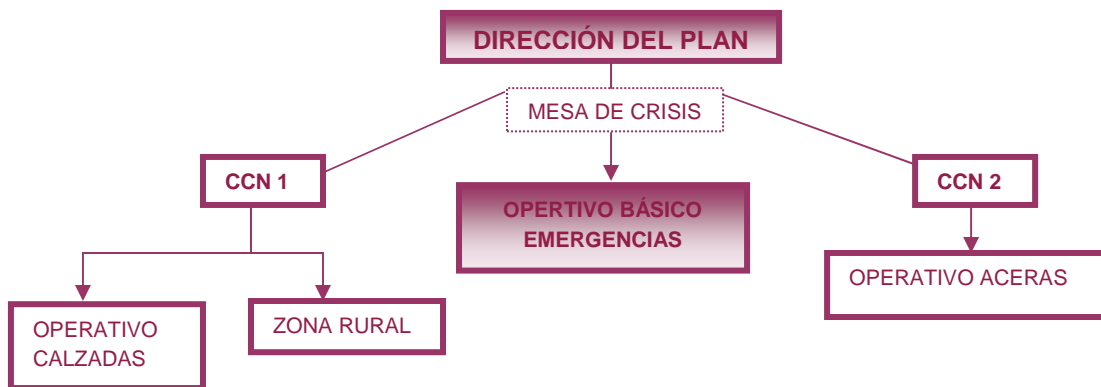 DIRECCIÓN DEL PLAN
MESA DE CRISIS
CCN 1
OPERTIVO BÁSICO
EMERGENCIAS
CCN 2
OPERATIVO
CALZADAS
ZONA RURAL
OPERATIVO ACERAS